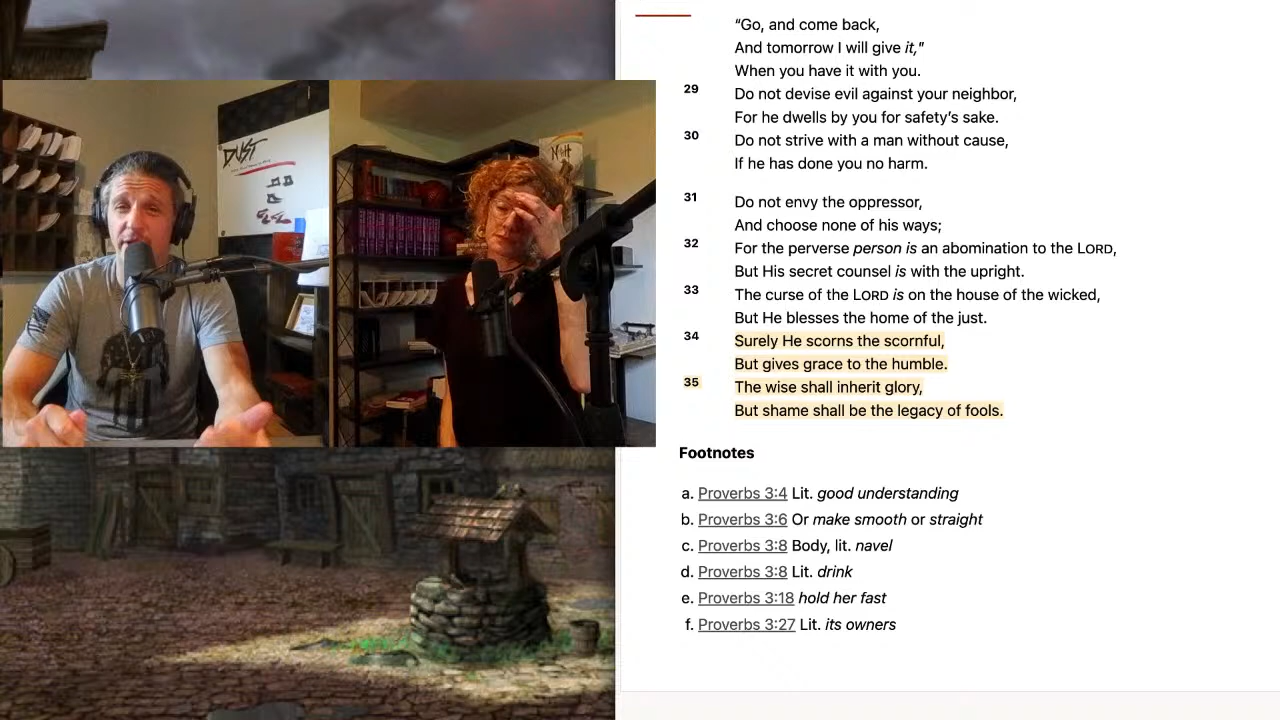 “Go, and come back,
And tomorrow I will give it,”
When you have it with you.
29 Do not devise evil against your neighbor,
For he dwells by you for safety’s sake.
30 Do not strive with a man without cause,
If he has done you no harm.
31 Do not envy the oppressor,
And choose none of his ways;
32 For the perverse person is an abomination to the LORD,
But His secret counsel is with the upright.
33 The curse of the LORD is on the house of the wicked,
But He blesses the home of the just.
34 Surely He scorns the scornful,
But gives grace to the humble.
35 The wise shall inherit glory,
But shame shall be the legacy of fools.
Footnotes
a. Proverbs 3:4 Lit. good understanding
b. Proverbs 3:6 Or make smooth or straight
c. Proverbs 3:8 Body, lit. navel
d. Proverbs 3:8 Lit. drink
e. Proverbs 3:18 hold her fast
f. Proverbs 3:27 Lit. its owners
DUST